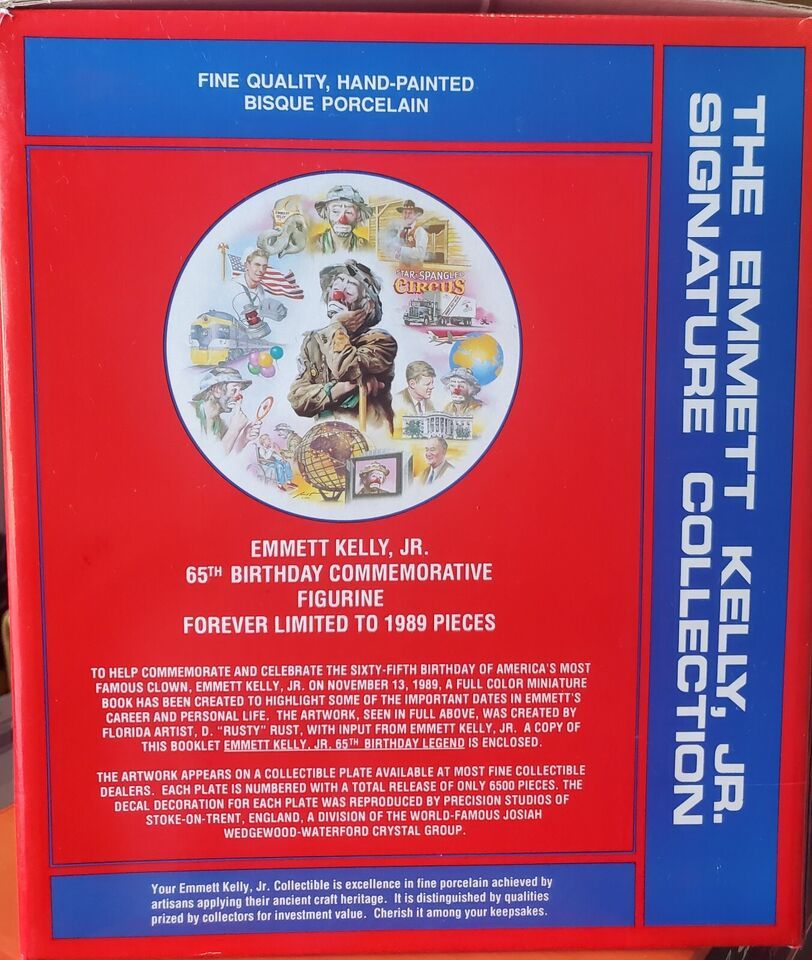 FINE QUALITY, HAND-PAINTED
BISQUE PORCELAIN
THE EMMETT KELLY, JR.
SIGNATURE COLLECTION
STAR-SPANGLED
CIRCUS
EMMETT KELLY, JR.
65TH BIRTHDAY COMMEMORATIVE
FIGURINE
FOREVER LIMITED TO 1989 PIECES
TO HELP COMMEMORATE AND CELEBRATE THE SIXTY-FIFTH BIRTHDAY OF AMERICA'S MOST
FAMOUS CLOWN, EMMETT KELLY, JR. ON NOVEMBER 13, 1989, A FULL COLOR MINIATURE
BOOK HAS BEEN CREATED TO HIGHLIGHT SOME OF THE IMPORTANT DATES IN EMMETT'S
CAREER AND PERSONAL LIFE. THE ARTWORK, SEEN IN FULL ABOVE, WAS CREATED BY
FLORIDA ARTIST, D. "RUSTY" RUST, WITH INPUT FROM EMMETT KELLY, JR. A COPY OF
THIS BOOKLET EMMETT KELLY, JR. 65TH BIRTHDAY LEGEND IS ENCLOSED.
THE ARTWORK APPEARS ON A COLLECTIBLE PLATE AVAILABLE AT MOST FINE COLLECTIBLE
DEALERS. EACH PLATE IS NUMBERED WITH A TOTAL RELEASE OF ONLY 6500 PIECES. THE
DECAL DECORATION FOR EACH PLATE WAS REPRODUCED BY PRECISION STUDIOS OF
STOKE-ON-TRENT, ENGLAND, A DIVISION OF THE WORLD-FAMOUS JOSIAH
WEDGEWOOD-WATERFORD CRYSTAL GROUP.
Your Emmett Kelly, Jr. Collectible is excellence in fine porcelain achieved by
artisans applying their ancient craft heritage. It is distinguished by qualities
prized by collectors for investment value. Cherish it among your keepsakes.